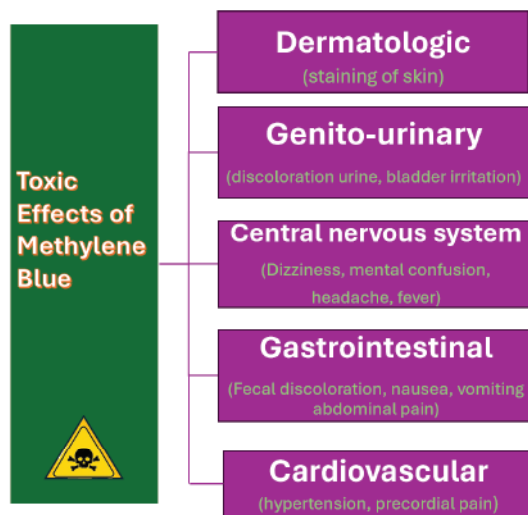 Toxic
Effects of
Methylene
Blue
Dermatologic
(staining of skin)
Genito-urinary
(discoloration urine, bladder irritation)
Central nervous system
(Dizziness, mental confusion,
headache, fever)
Gastrointestinal
(Fecal discoloration, nausea, vomiting
abdominal pain)
Cardiovascular
(hypertension, precordial pain)